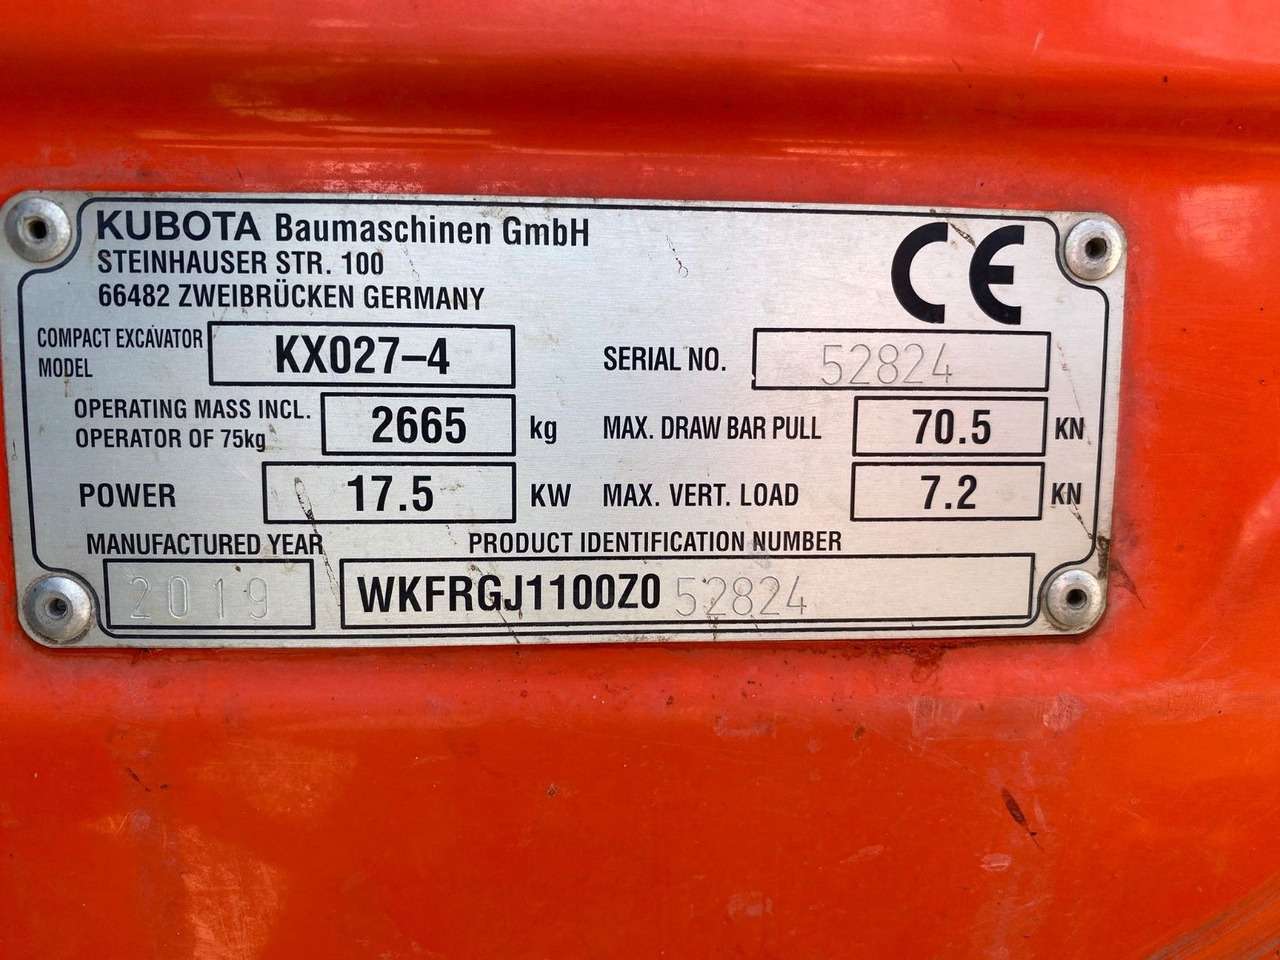 KUBOTA Baumaschinen GmbH
STEINHAUSER STR. 100
66482 ZWEIBRÜCKEN GERMANY
CE
COMPACT EXCAVATOR
MODEL
KX027-4
SERIAL NO. 52824
OPERATING MASS INCL.
OPERATOR OF 75kg
2665 kg
MAX. DRAW BAR PULL 70.5 KN
POWER 17.5 KW
MAX. VERT. LOAD 7.2 KN
MANUFACTURED YEAR
2019
PRODUCT IDENTIFICATION NUMBER
WKFRGJ1100Z052824